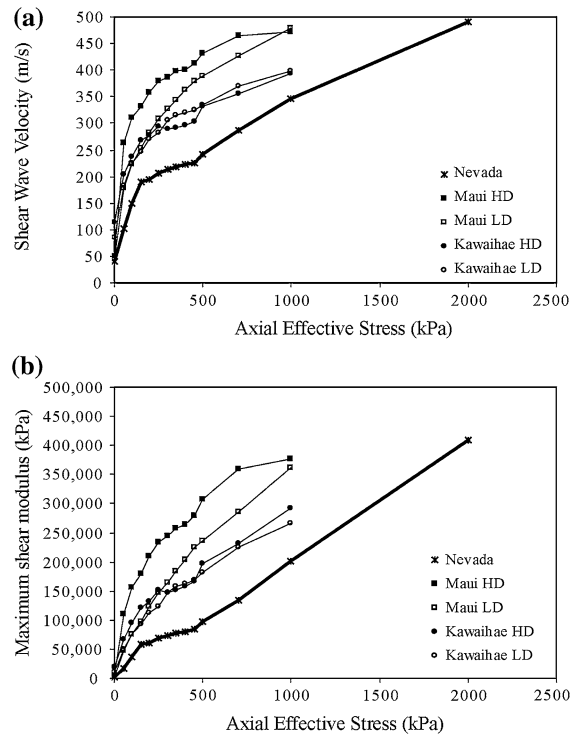 (a)
500
450
400
350
300
250
200
150
100
50
0
Shear Wave Velocity (m/s)
Nevada
Maui HD
Maui LD
Kawaihae HD
Kawaihae LD
0 500 1000 1500 2000 2500
Axial Effective Stress (kPa)
(b)
500,000
450,000
400,000
350,000
300,000
250,000
200,000
150,000
100,000
50,000
0
Maximum shear modulus (kPa)
Nevada
Maui HD
Maui LD
Kawaihae HD
Kawaihae LD
0 500 1000 1500 2000 2500
Axial Effective Stress (kPa)